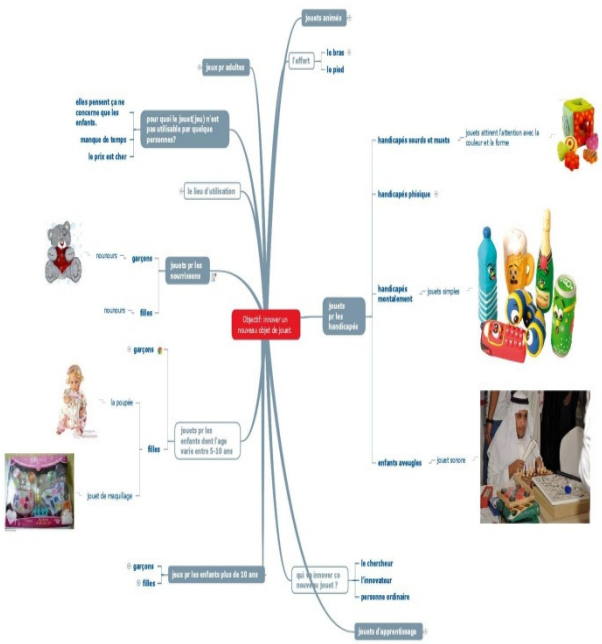 jouets animés
l'effort
le bras
le pied
jeux pr adultes
elles pensent ça ne
concerne que les
enfants.
manque de temps
le prix est cher
pour quoi le jouet(jeu) n'est
pas utilisable par quelque
personnes?
le lieu d'utilisation
nounours
garçons
nounours
filles
jouets pr les
nourrissons
Objectif: innover un
nouveau objet de jouet
jouets
pr les
handicapés
handicapés sourds et muets
jouets attirent l'attention avec la
couleur et la forme
handicapés phisique
handicapés
montalement
jouets simples
enfants aveugles
jouet sonore
garçons
la poupée
filles
jouet de maquillage
jouets pr les
enfants dont l'age
varie entre 5-10 ans
garçons
filles
jeux pr les enfants plus de 10 ans
qui va innover ce
nouveau jouet ?
le chercheur
l'innovateur
personne ordinaire
jouets d'apprentissage